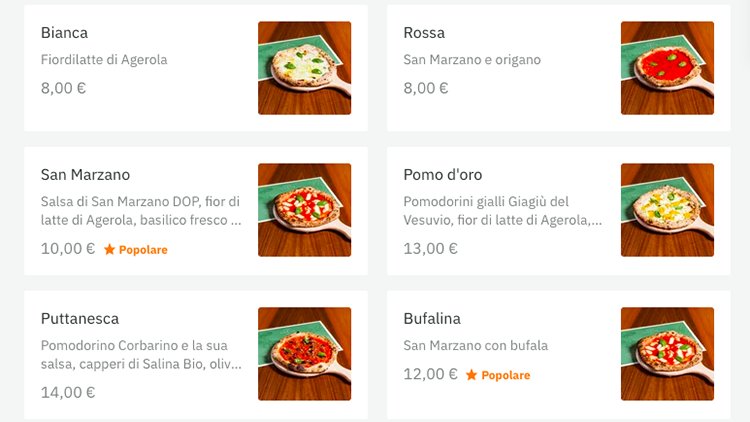 Bianca
Fiordilatte di Agerola
8,00 €
Rossa
San Marzano e origano
8,00 €
San Marzano
Salsa di San Marzano DOP, fior di
latte di Agerola, basilico fresco ...
10,00 € ★ Popolare
Pomo d'oro
Pomodorini gialli Giagiù del
Vesuvio, fior di latte di Agerola,...
13,00 €
Puttanesca
Pomodorino Corbarino e la sua
salsa, capperi di Salina Bio, oliv...
14,00 €
Bufalina
San Marzano con bufala
12,00 € ★ Popolare